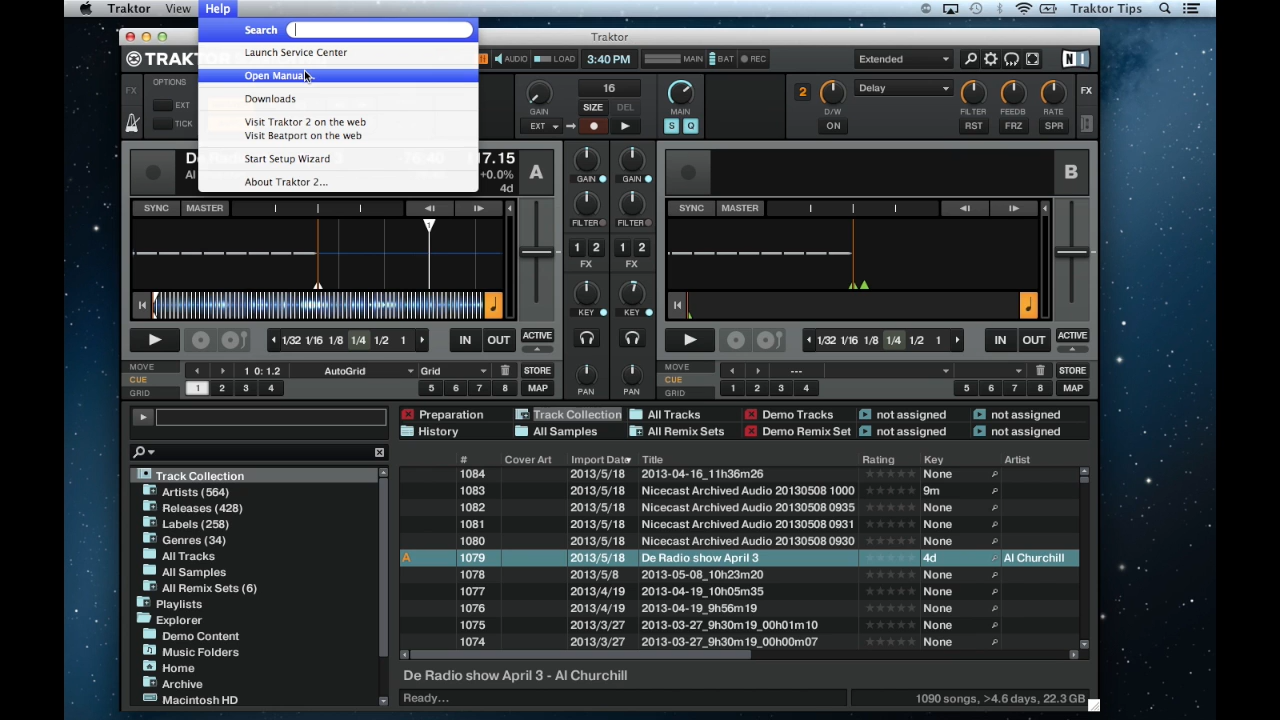 Traktor View Help Traktor Tips
Search
Launch Service Center
Open Manua
Downloads
Visit Traktor 2 on the web
Visit Beatport on the web
Start Setup Wizard
About Traktor 2...
Traktor
TRAKTOR AUDIO LOAD 3:40 PM MAIN BAT REC Extended
FX OPTIONS 16 2 Delay FX
EXT GAIN SIZE DEL MAIN D/W FILTER FEED RATE
TICK EXT S Q ON RST FRZ SPR
17.15
+0.0%
4d
A B
SYNC MASTER
GAIN GAIN
SYNC MASTER
FILTER FILTER
1 2 1 2
FX FX
KEY KEY
1/32 1/16 1/8 1/4 1/2 1 IN OUT ACTIVE
1/32 1/16 1/8 1/4 1/2 1 IN OUT ACTIVE
MOVE
CUE
GRID
1 0: 1.2 AutoGrid Grid STORE
1 2 3 4 5 6 7 8 MAP
PAN PAN
MOVE
CUE
GRID
--- STORE
1 2 3 4 5 6 7 8 MAP
Preparation Track Collection All Tracks Demo Tracks not assigned not assigned
History All Samples All Remix Sets Demo Remix Set not assigned not assigned
Track Collection
Artists (564)
Releases (428)
Labels (258)
Genres (34)
All Tracks
All Samples
All Remix Sets (6)
Playlists
Explorer
Demo Content
Music Folders
Home
Archive
Macintosh HD
# Cover Art Import Date Title Rating Key Artist
1084 2013/5/18 2013-04-16_11h36m26 None
1083 2013/5/18 Nicecast Archived Audio 20130508 1000 9m
1082 2013/5/18 Nicecast Archived Audio 20130508 0935 None
1081 2013/5/18 Nicecast Archived Audio 20130508 0931 None
1080 2013/5/18 Nicecast Archived Audio 20130508 0930 None
A 1079 2013/5/18 De Radio show April 3 4d Al Churchill
1078 2013/5/8 2013-05-08_10h23m20 None
1077 2013/4/19 2013-04-19_10h05m35 None
1076 2013/4/19 2013-04-19_9h56m19 None
1075 2013/3/27 2013-03-27_9h30m19_00h01m10 None
1074 2013/3/27 2013-03-27_9h30m19_00h00m07 None
De Radio show April 3 - Al Churchill
Ready... 1090 songs, >4.6 days, 22.3 GB